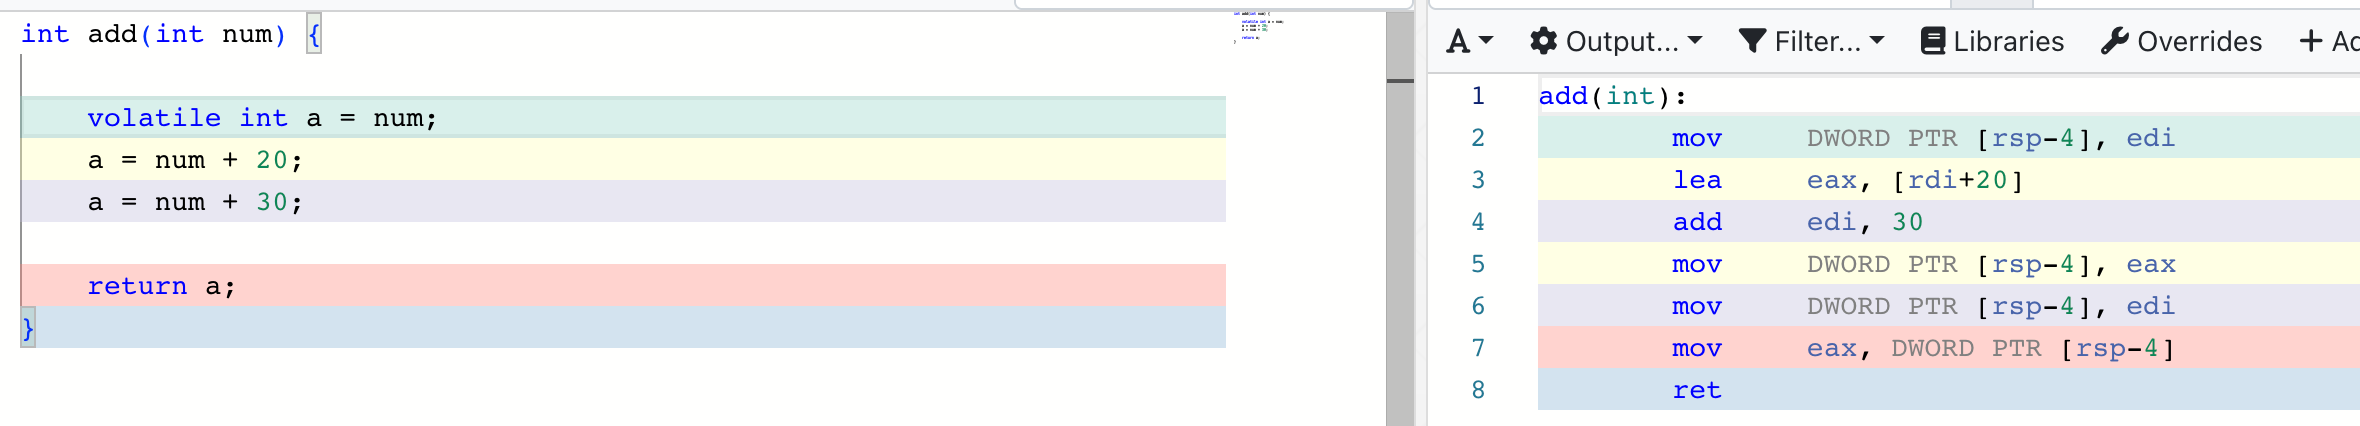 int add(int num) {
    volatile int a = num;
    a = num + 20;
    a = num + 30;
    return a;
}
A Output... Filter... Libraries Overrides + Ad
1 add(int):
2         mov     DWORD PTR [rsp-4], edi
3         lea     eax, [rdi+20]
4         add     edi, 30
5         mov     DWORD PTR [rsp-4], eax
6         mov     DWORD PTR [rsp-4], edi
7         mov     eax, DWORD PTR [rsp-4]
8         ret